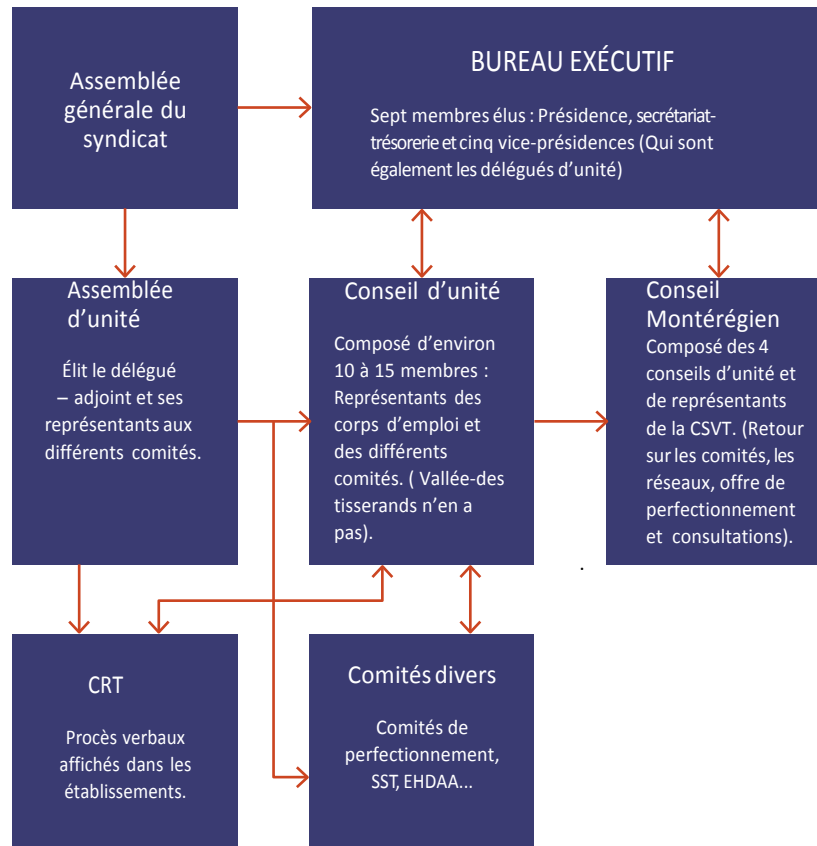 Assemblée
générale du
syndicat
BUREAU EXÉCUTIF
Sept membres élus : Présidence, secrétariat-
trésorerie et cinq vice-présidences (Qui sont
également les délégués d’unité)
Assemblée
d’unité
Élit le délégué
– adjoint et ses
représentants aux
différents comités.
Conseil d’unité
Composé d’environ
10 à 15 membres :
Représentants des
corps d’emploi et
des différents
comités. ( Vallée-des
tisserands n’en a
pas).
Conseil
Montérégien
Composé des 4
conseils d’unité et
de représentants
de la CSVT. (Retour
sur les comités, les
réseaux, offre de
perfectionnement
et consultations).
.
CRT
Procès verbaux
affichés dans les
établissements.
Comités divers
Comités de
perfectionnement,
SST, EHDAA...